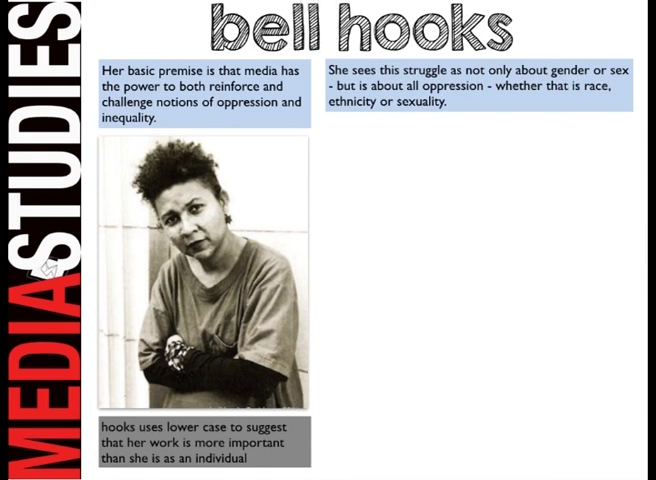 MEDIA STUDIES
bell hooks
Her basic premise is that media has
the power to both reinforce and
challenge notions of oppression and
inequality.
She sees this struggle as not only about gender or sex
- but is about all oppression - whether that is race,
ethnicity or sexuality.
hooks uses lower case to suggest
that her work is more important
than she is as an individual